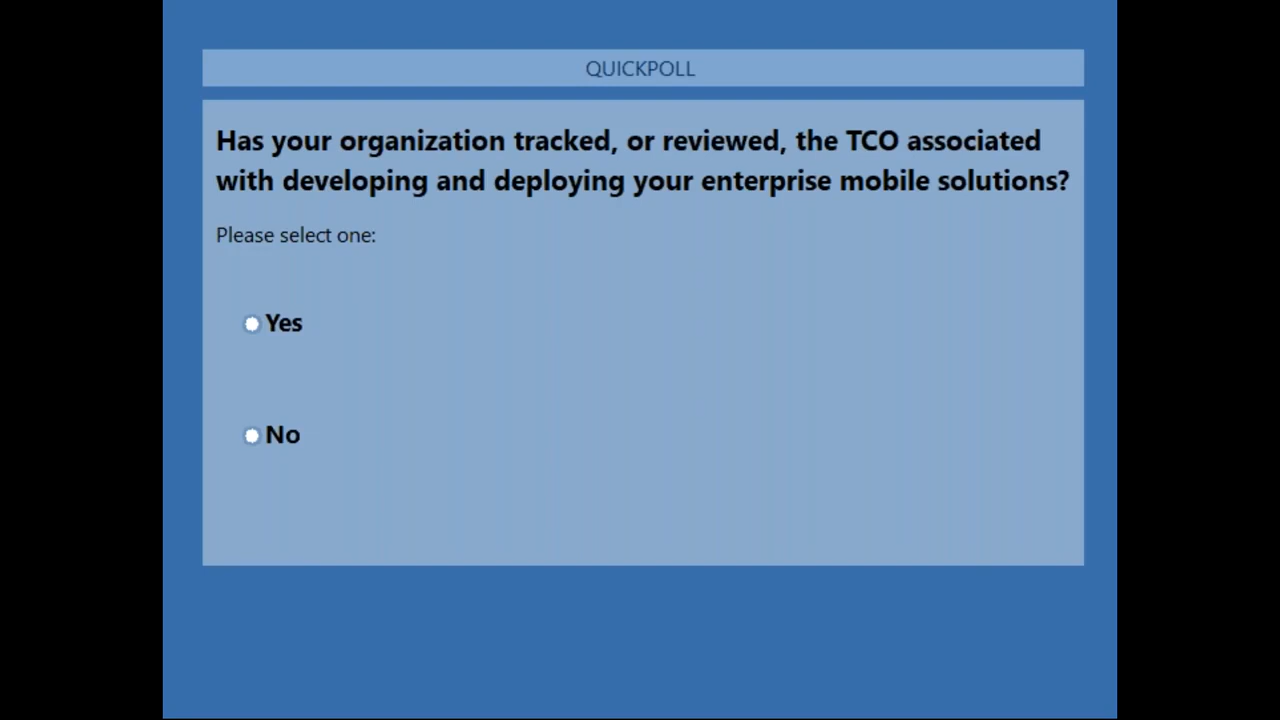 QUICKPOLL
Has your organization tracked, or reviewed, the TCO associated
with developing and deploying your enterprise mobile solutions?
Please select one:
Yes
No